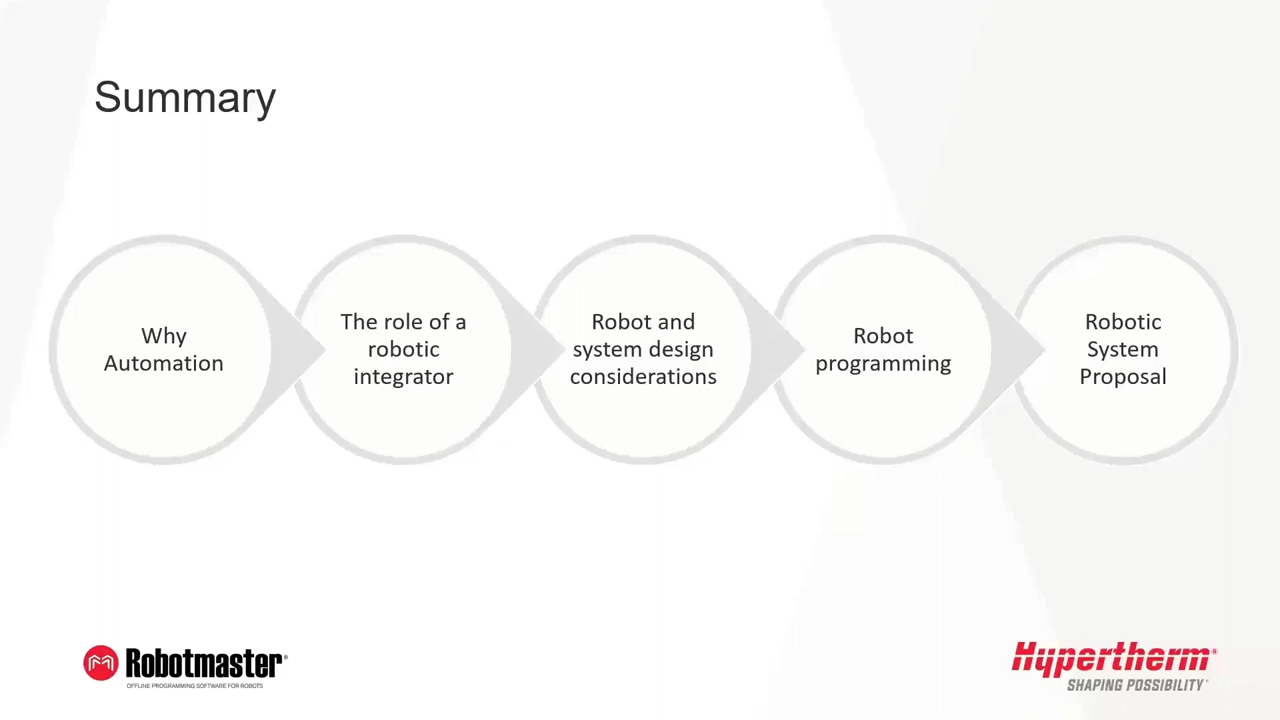 Summary
Why
Automation
The role of a
robotic
integrator
Robot and
system design
considerations
Robot
programming
Robotic
System
Proposal
Robotmaster®
OFFLINE PROGRAMMING SOFTWARE FOR ROBOTS
Hypertherm®
SHAPING POSSIBILITY™